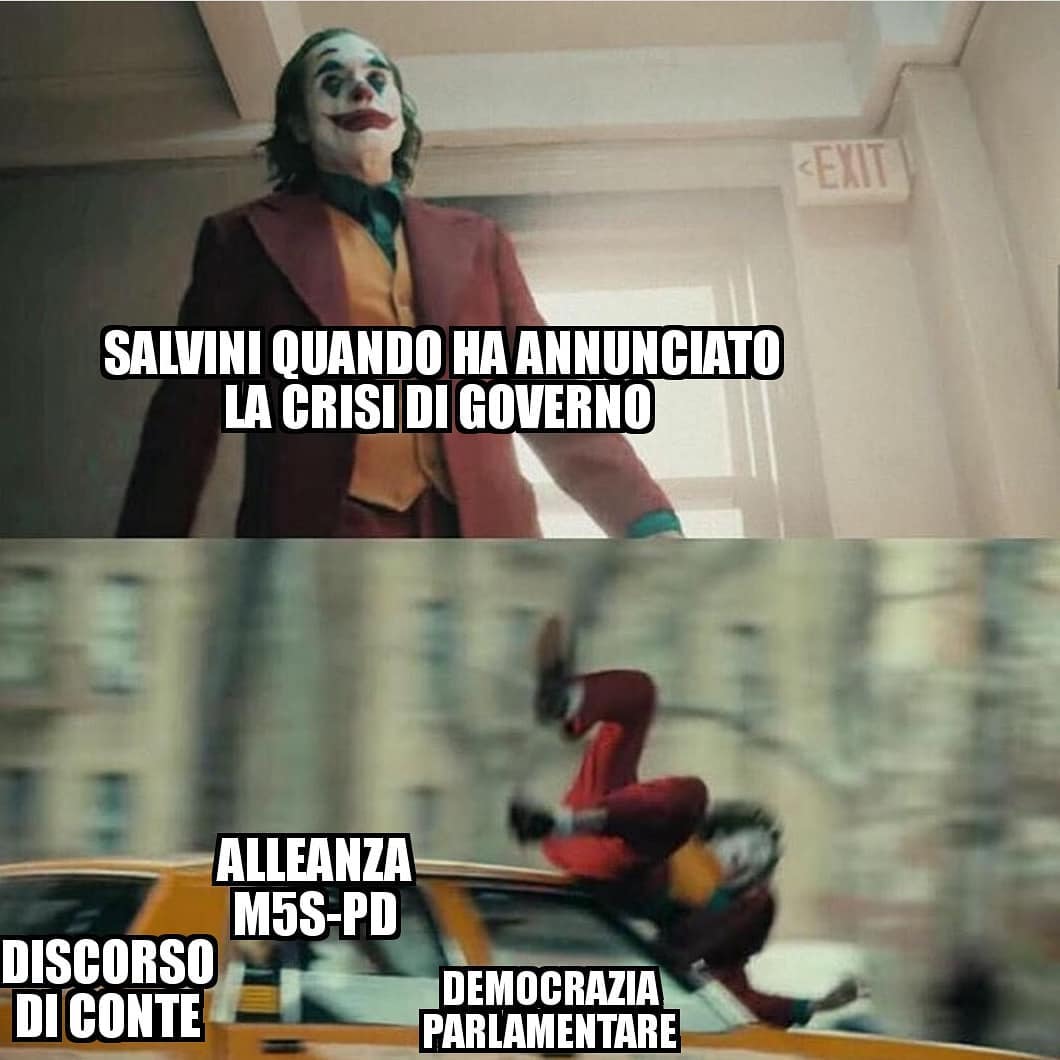 <EXIT
SALVINI QUANDO HA ANNUNCIATO
LA CRISI DI GOVERNO
ALLEANZA
M5S-PD
DISCORSO
DI CONTE
DEMOCRAZIA
PARLAMENTARE